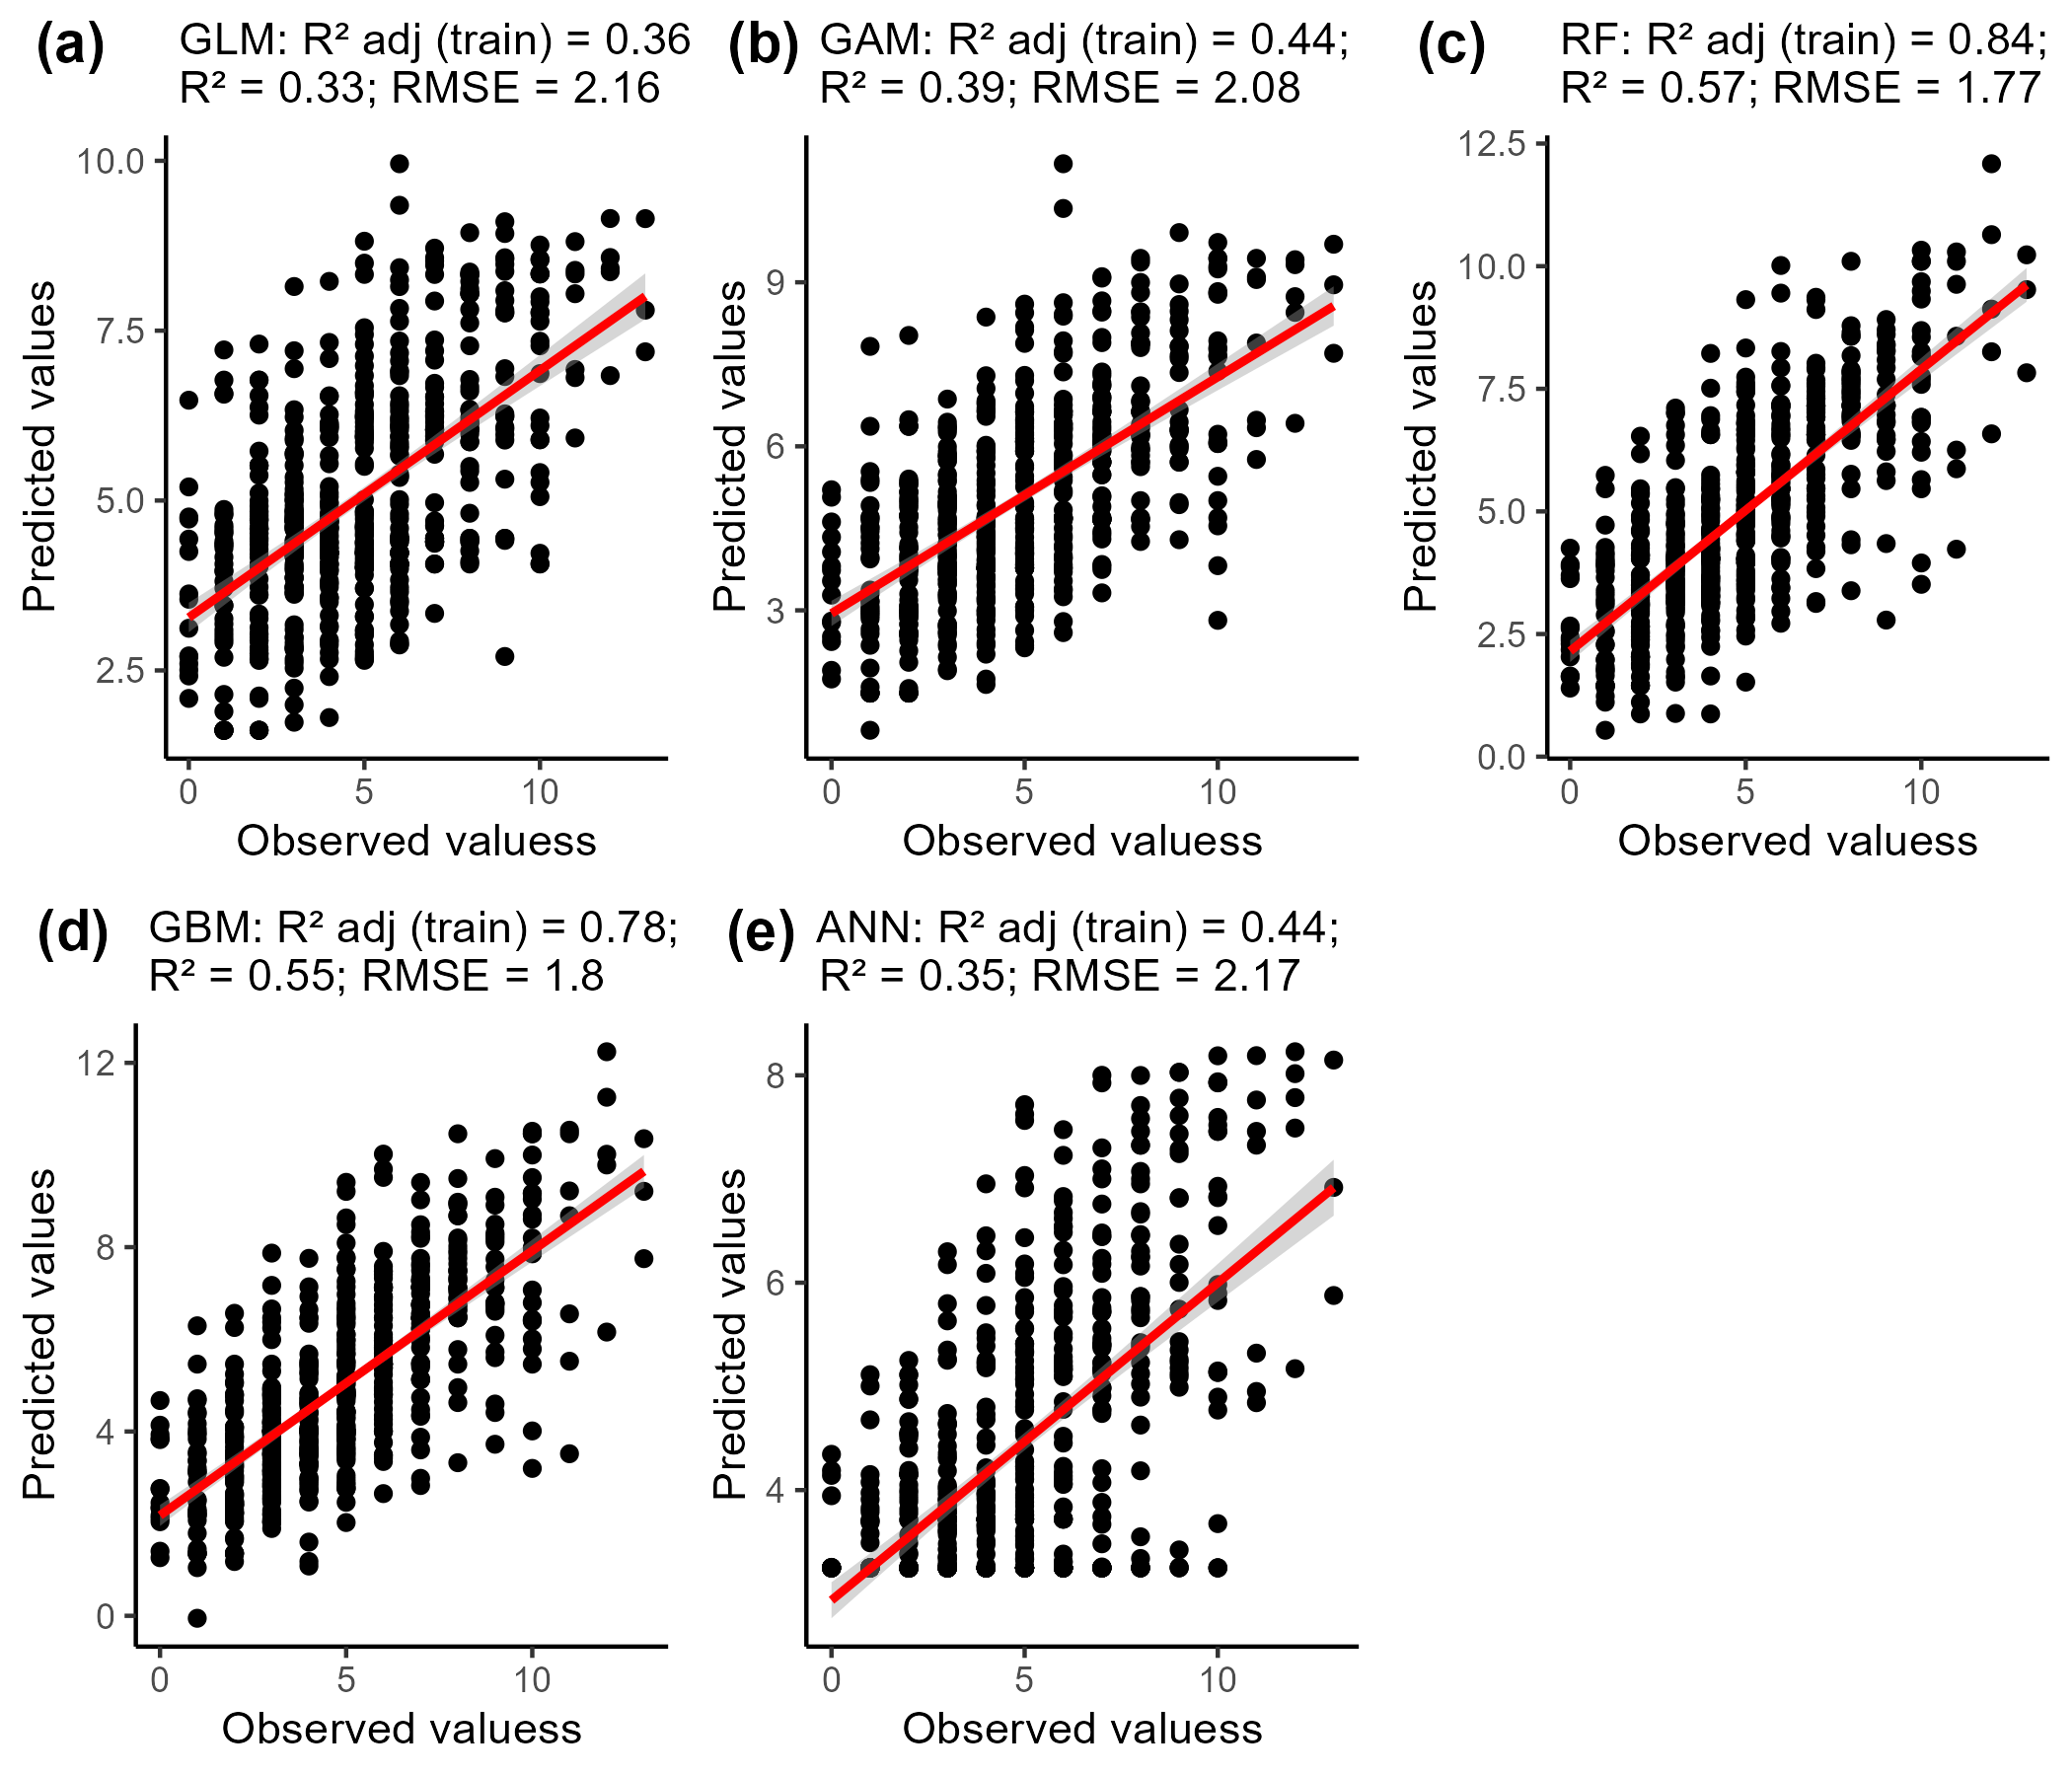 (a) GLM: R² adj (train) = 0.36
R² = 0.33; RMSE = 2.16
10.0
7.5
5.0
2.5
Predicted values
0 5 10
Observed valuess
(b) GAM: R² adj (train) = 0.44;
R² = 0.39; RMSE = 2.08
9
6
3
Predicted values
0 5 10
Observed valuess
(c) RF: R² adj (train) = 0.84;
R² = 0.57; RMSE = 1.77
12.5
10.0
7.5
5.0
2.5
0.0
Predicted values
0 5 10
Observed valuess
(d) GBM: R² adj (train) = 0.78;
R² = 0.55; RMSE = 1.8
12
8
4
0
Predicted values
0 5 10
Observed valuess
(e) ANN: R² adj (train) = 0.44;
R² = 0.35; RMSE = 2.17
8
6
4
Predicted values
0 5 10
Observed valuess